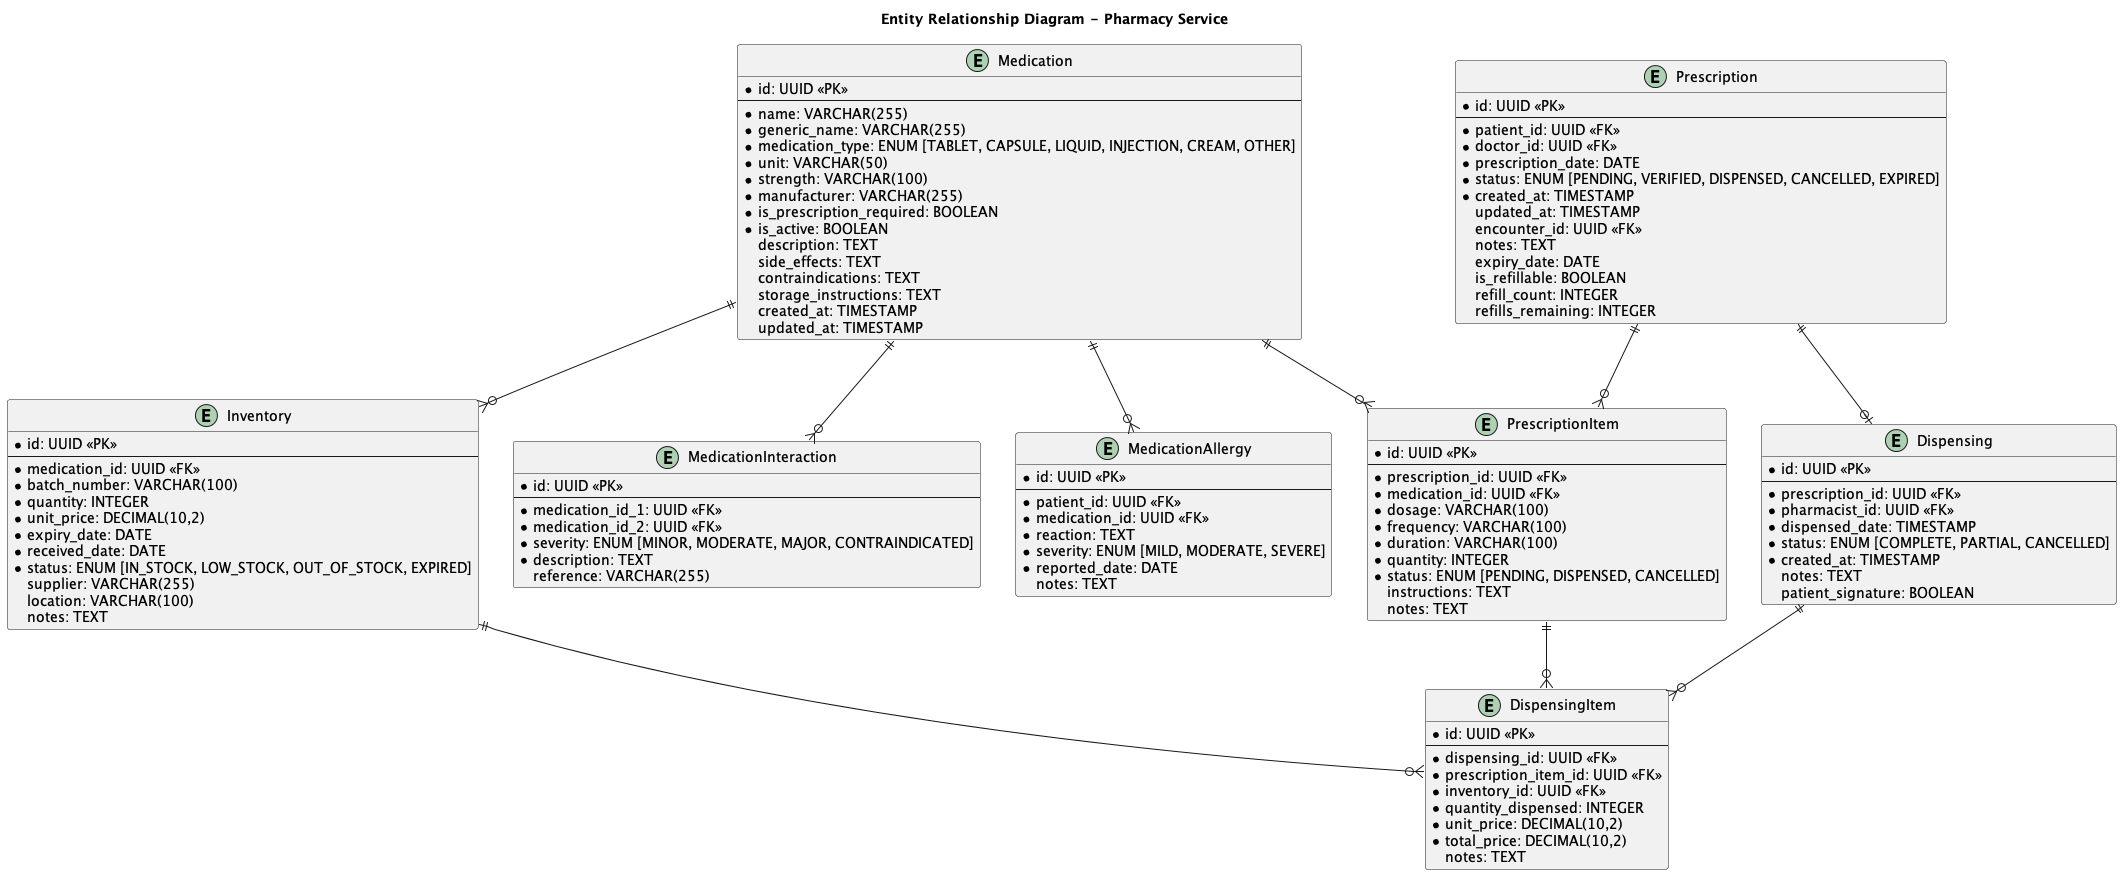 Entity Relationship Diagram - Pharmacy Service
E Medication
id: UUID «PK»
name: VARCHAR(255)
generic_name: VARCHAR(255)
medication_type: ENUM [TABLET, CAPSULE, LIQUID, INJECTION, CREAM, OTHER]
unit: VARCHAR(50)
strength: VARCHAR(100)
manufacturer: VARCHAR(255)
is_prescription_required: BOOLEAN
is_active: BOOLEAN
description: TEXT
side_effects: TEXT
contraindications: TEXT
storage_instructions: TEXT
created_at: TIMESTAMP
updated_at: TIMESTAMP
E Prescription
id: UUID «PK»
patient_id: UUID «FK»
doctor_id: UUID «FK»
prescription_date: DATE
status: ENUM [PENDING, VERIFIED, DISPENSED, CANCELLED, EXPIRED]
created_at: TIMESTAMP
updated_at: TIMESTAMP
encounter_id: UUID «FK»
notes: TEXT
expiry_date: DATE
is_refillable: BOOLEAN
refill_count: INTEGER
refills_remaining: INTEGER
E Inventory
id: UUID «PK»
medication_id: UUID «FK»
batch_number: VARCHAR(100)
quantity: INTEGER
unit_price: DECIMAL(10,2)
expiry_date: DATE
received_date: DATE
status: ENUM [IN_STOCK, LOW_STOCK, OUT_OF_STOCK, EXPIRED]
supplier: VARCHAR(255)
location: VARCHAR(100)
notes: TEXT
E MedicationInteraction
id: UUID «PK»
medication_id_1: UUID «FK»
medication_id_2: UUID «FK»
severity: ENUM [MINOR, MODERATE, MAJOR, CONTRAINDICATED]
description: TEXT
reference: VARCHAR(255)
E MedicationAllergy
id: UUID «PK»
patient_id: UUID «FK»
medication_id: UUID «FK»
reaction: TEXT
severity: ENUM [MILD, MODERATE, SEVERE]
reported_date: DATE
notes: TEXT
E PrescriptionItem
id: UUID «PK»
prescription_id: UUID «FK»
medication_id: UUID «FK»
dosage: VARCHAR(100)
frequency: VARCHAR(100)
duration: VARCHAR(100)
quantity: INTEGER
status: ENUM [PENDING, DISPENSED, CANCELLED]
instructions: TEXT
notes: TEXT
E Dispensing
id: UUID «PK»
prescription_id: UUID «FK»
pharmacist_id: UUID «FK»
dispensed_date: TIMESTAMP
status: ENUM [COMPLETE, PARTIAL, CANCELLED]
created_at: TIMESTAMP
notes: TEXT
patient_signature: BOOLEAN
E DispensingItem
id: UUID «PK»
dispensing_id: UUID «FK»
prescription_item_id: UUID «FK»
inventory_id: UUID «FK»
quantity_dispensed: INTEGER
unit_price: DECIMAL(10,2)
total_price: DECIMAL(10,2)
notes: TEXT